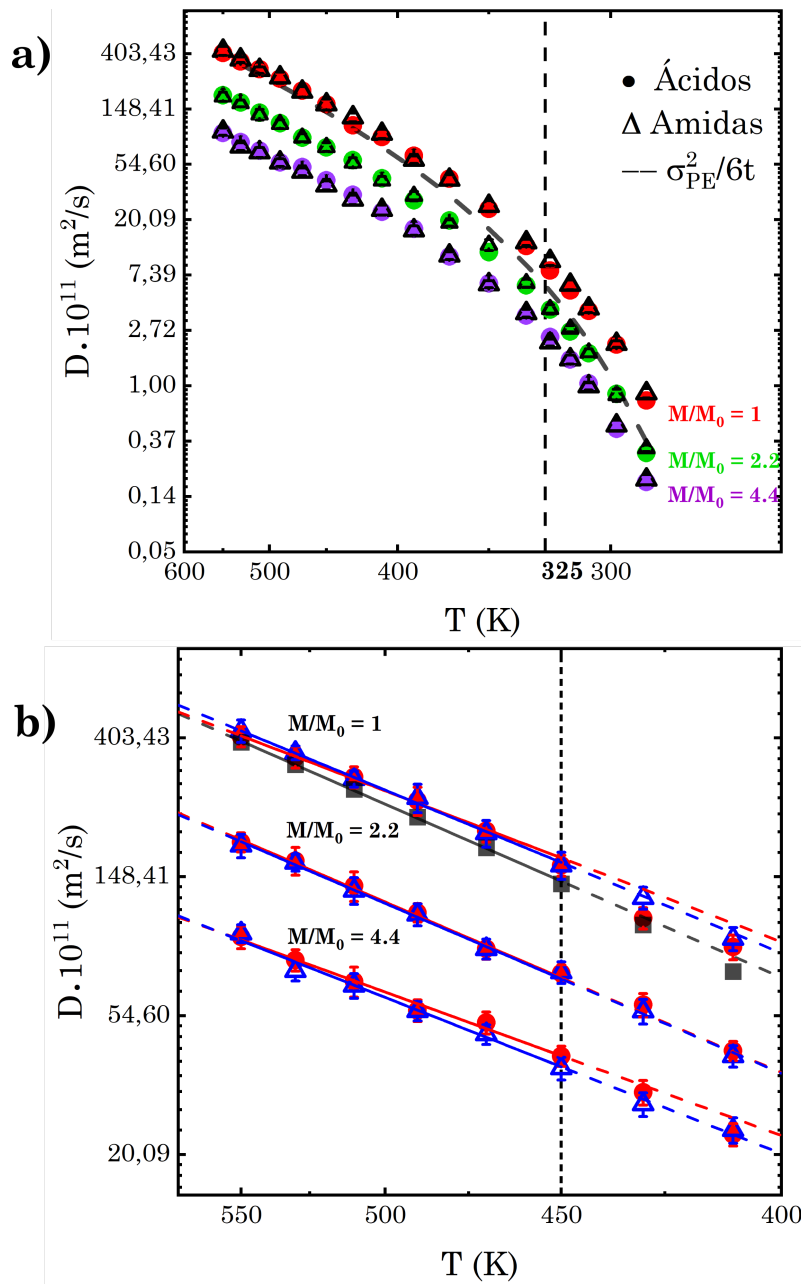 a)
403,43
148,41
54,60
20,09
7,39
2,72
1,00
0,37
0,14
0,05
D.10¹¹ (m²/s)
● Ácidos
Δ Amidas
–– σ²PE/6t
M/M₀ = 1
M/M₀ = 2.2
M/M₀ = 4.4
600 500 400 325 300
T (K)
b)
403,43
148,41
54,60
20,09
D.10¹¹ (m²/s)
M/M₀ = 1
M/M₀ = 2.2
M/M₀ = 4.4
550 500 450 400
T (K)